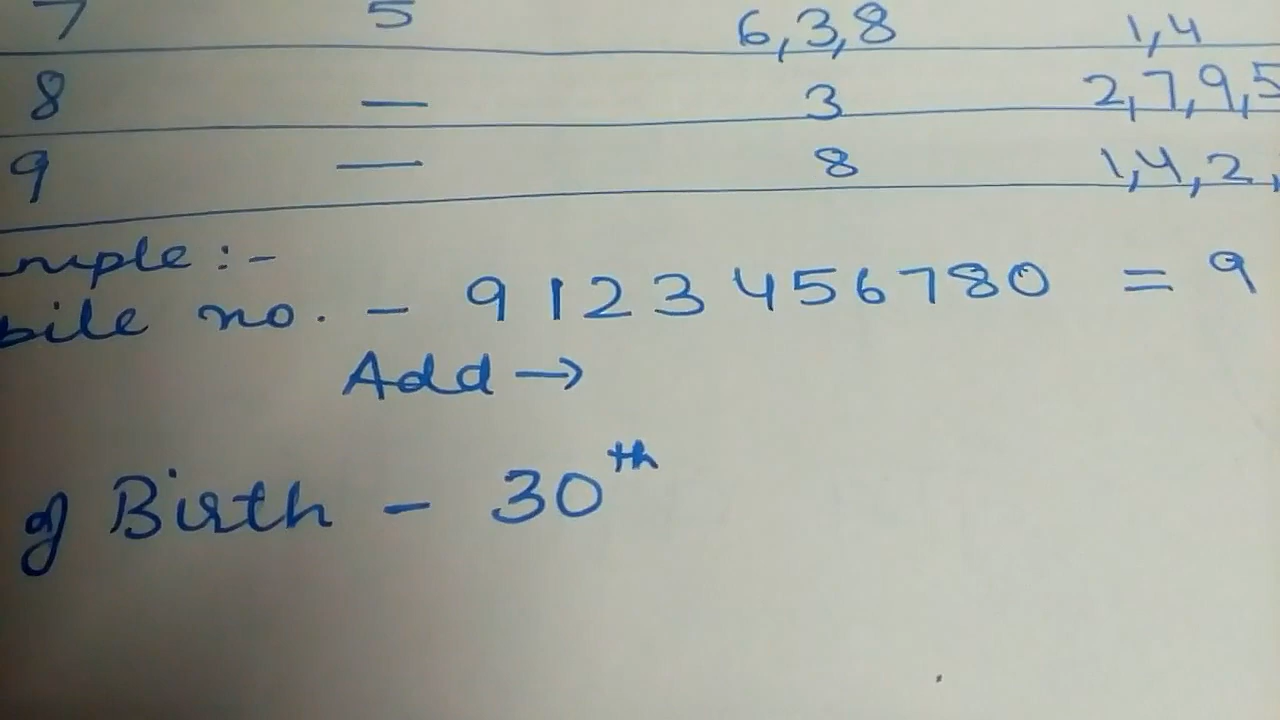 7 5 6,3,8 1,4
8 — 3 2,7,9,5
9 — 8 1,4,2,
mple:-
bile no. - 9123456780 = 9
Add →
of Birth - 30th